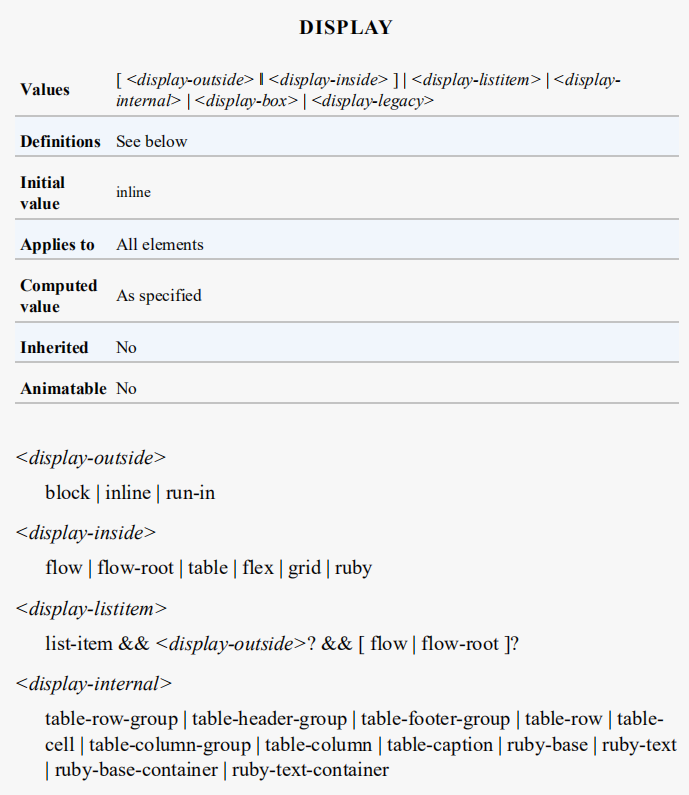 DISPLAY
Values [ <display-outside> ‖ <display-inside> ] | <display-listitem> | <display-
internal> | <display-box> | <display-legacy>
Definitions See below
Initial
value inline
Applies to All elements
Computed
value As specified
Inherited No
Animatable No
<display-outside>
block | inline | run-in
<display-inside>
flow | flow-root | table | flex | grid | ruby
<display-listitem>
list-item && <display-outside>? && [ flow | flow-root ]?
<display-internal>
table-row-group | table-header-group | table-footer-group | table-row | table-
cell | table-column-group | table-column | table-caption | ruby-base | ruby-text
| ruby-base-container | ruby-text-container